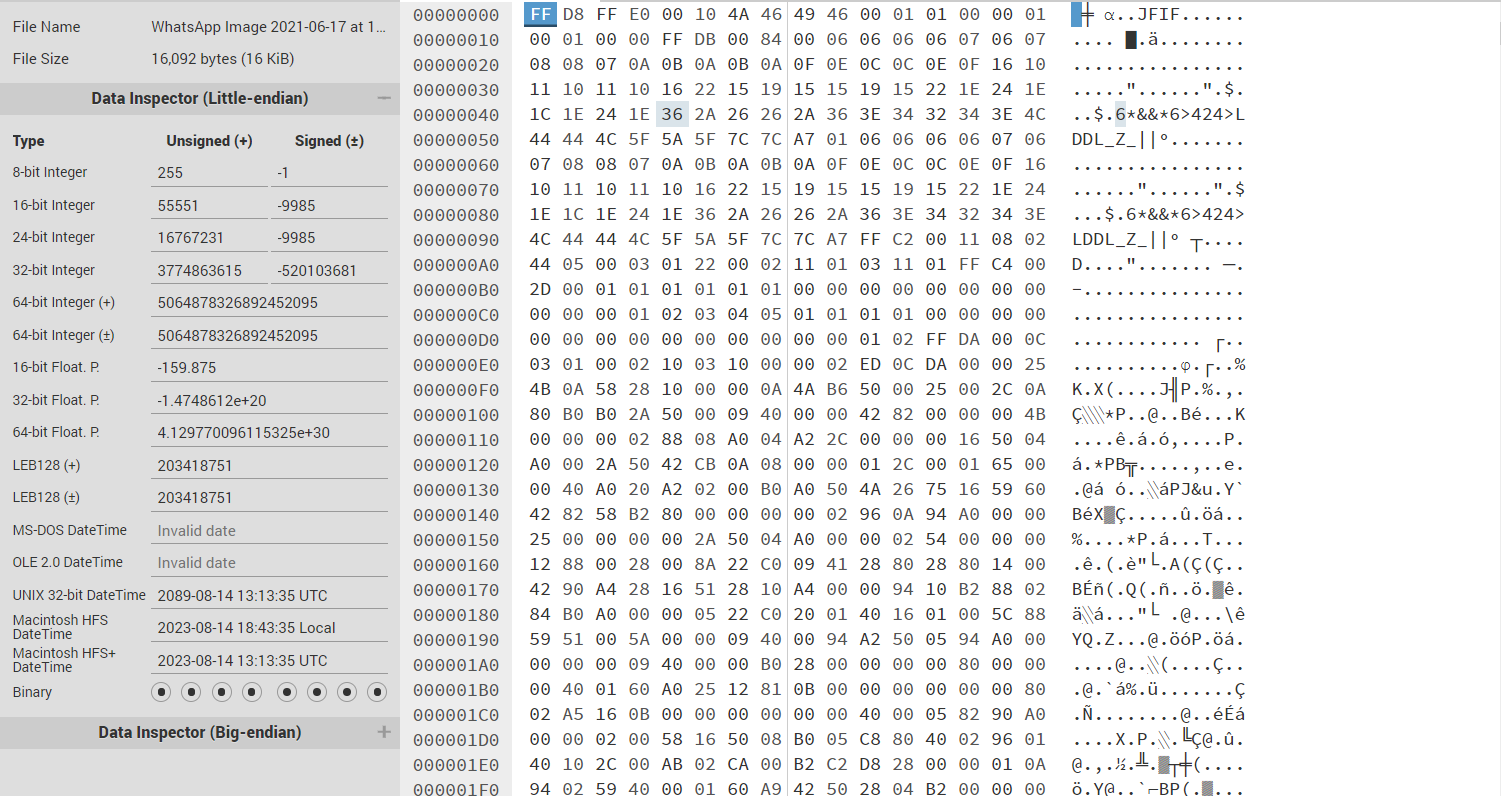 File Name WhatsApp Image 2021-06-17 at 1...
File Size 16,092 bytes (16 KiB)
Data Inspector (Little-endian)
Type Unsigned (+) Signed (±)
8-bit Integer 255 -1
16-bit Integer 55551 -9985
24-bit Integer 16767231 -9985
32-bit Integer 3774863615 -520103681
64-bit Integer (+) 5064878326892452095
64-bit Integer (±) 5064878326892452095
16-bit Float. P. -159.875
32-bit Float. P. -1.4748612e+20
64-bit Float. P. 4.129770096115325e+30
LEB128 (+) 203418751
LEB128 (±) 203418751
MS-DOS DateTime Invalid date
OLE 2.0 DateTime Invalid date
UNIX 32-bit DateTime 2089-08-14 13:13:35 UTC
Macintosh HFS DateTime 2023-08-14 18:43:35 Local
Macintosh HFS+ DateTime 2023-08-14 13:13:35 UTC
Binary
Data Inspector (Big-endian)
00000000 FF D8 FF E0 00 10 4A 46 49 46 00 01 01 00 00 01 ╪ α..JFIF......
00000010 00 01 00 00 FF DB 00 84 00 06 06 06 06 07 06 07 .... █.ä........
00000020 08 08 07 0A 0B 0A 0B 0A 0F 0E 0C 0C 0E 0F 16 10 ................
00000030 11 10 11 10 16 22 15 19 15 15 19 15 22 1E 24 1E ....."......".$.
00000040 1C 1E 24 1E 36 2A 26 26 2A 36 3E 34 32 34 3E 4C ..$.6*&&*6>424>L
00000050 44 44 4C 5F 5A 5F 7C 7C A7 01 06 06 06 06 07 06 DDL_Z_||º.......
00000060 07 08 08 07 0A 0B 0A 0B 0A 0F 0E 0C 0C 0E 0F 16 ................
00000070 10 11 10 11 10 16 22 15 19 15 15 19 15 22 1E 24 ......"......".$
00000080 1E 1C 1E 24 1E 36 2A 26 26 2A 36 3E 34 32 34 3E ...$.6*&&*6>424>
00000090 4C 44 44 4C 5F 5A 5F 7C 7C A7 FF C2 00 11 08 02 LDDL_Z_||º ┬....
000000A0 44 05 00 03 01 22 00 02 11 01 03 11 01 FF C4 00 D...."....... ─.
000000B0 2D 00 01 01 01 01 01 01 00 00 00 00 00 00 00 00 -...............
000000C0 00 00 00 01 02 03 04 05 01 01 01 01 00 00 00 00 ................
000000D0 00 00 00 00 00 00 00 00 00 00 01 02 FF DA 00 0C ............ ┌..
000000E0 03 01 00 02 10 03 10 00 00 02 ED 0C DA 00 00 25 ..........φ.┌..%
000000F0 4B 0A 58 28 10 00 00 0A 4A B6 50 00 25 00 2C 0A K.X(....J╢P.%.,.
00000100 80 B0 B0 2A 50 00 09 40 00 00 42 82 00 00 00 4B Ç░░*P..@..Bé...K
00000110 00 00 00 02 88 08 A0 04 A2 2C 00 00 00 16 50 04 ....ê.á.ó,....P.
00000120 A0 00 2A 50 42 CB 0A 08 00 00 01 2C 00 01 65 00 á.*PB╦.....,..e.
00000130 00 40 A0 20 A2 02 00 B0 A0 50 4A 26 75 16 59 60 .@á ó..░áPJ&u.Y`
00000140 42 82 58 B2 80 00 00 00 00 02 96 0A 94 A0 00 00 BéX▓Ç.....û.öá..
00000150 25 00 00 00 00 2A 50 04 A0 00 00 02 54 00 00 00 %....*P.á...T...
00000160 12 88 00 28 00 8A 22 C0 09 41 28 80 28 80 14 00 .ê.(.è"└.A(Ç(Ç..
00000170 42 90 A4 28 16 51 28 10 A4 00 00 94 10 B2 88 02 BÉñ(.Q(.ñ..ö.▓ê.
00000180 84 B0 A0 00 00 05 22 C0 20 01 40 16 01 00 5C 88 ä░á..."└ .@...\ê
00000190 59 51 00 5A 00 00 09 40 00 94 A2 50 05 94 A0 00 YQ.Z...@.öóP.öá.
000001A0 00 00 00 09 40 00 00 B0 28 00 00 00 00 80 00 00 ....@..░(....Ç..
000001B0 00 40 01 60 A0 25 12 81 0B 00 00 00 00 00 00 80 .@.`á%.ü.......Ç
000001C0 02 A5 16 0B 00 00 00 00 00 00 40 00 05 82 90 A0 .Ñ........@..éÉá
000001D0 00 00 02 00 58 16 50 08 B0 05 C8 80 40 02 96 01 ....X.P.░.╚Ç@.û.
000001E0 40 10 2C 00 AB 02 CA 00 B2 C2 D8 28 00 00 01 0A @.,.½.╩.▓┬╪(....
000001F0 94 02 59 40 00 01 60 A9 42 50 28 04 B2 00 00 00 ö.Y@..`⌐BP(.▓...